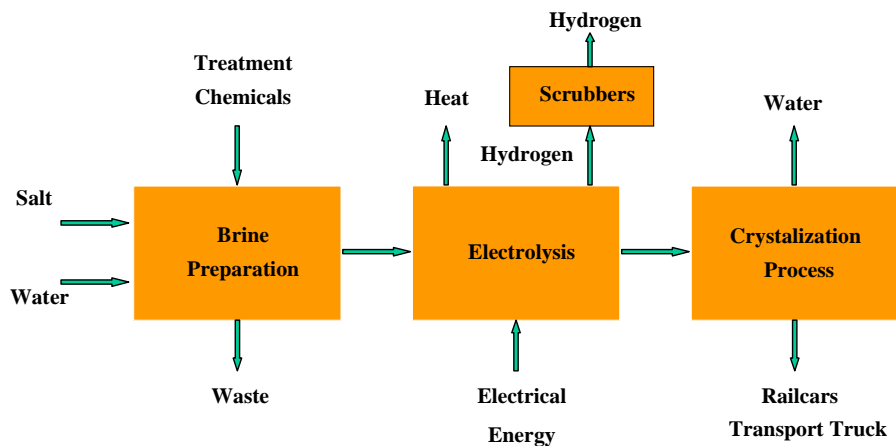 Hydrogen
Treatment
Chemicals
Heat
Scrubbers
Water
Hydrogen
Salt
Brine
Preparation
Electrolysis
Crystalization
Process
Water
Waste
Electrical
Energy
Railcars
Transport Truck